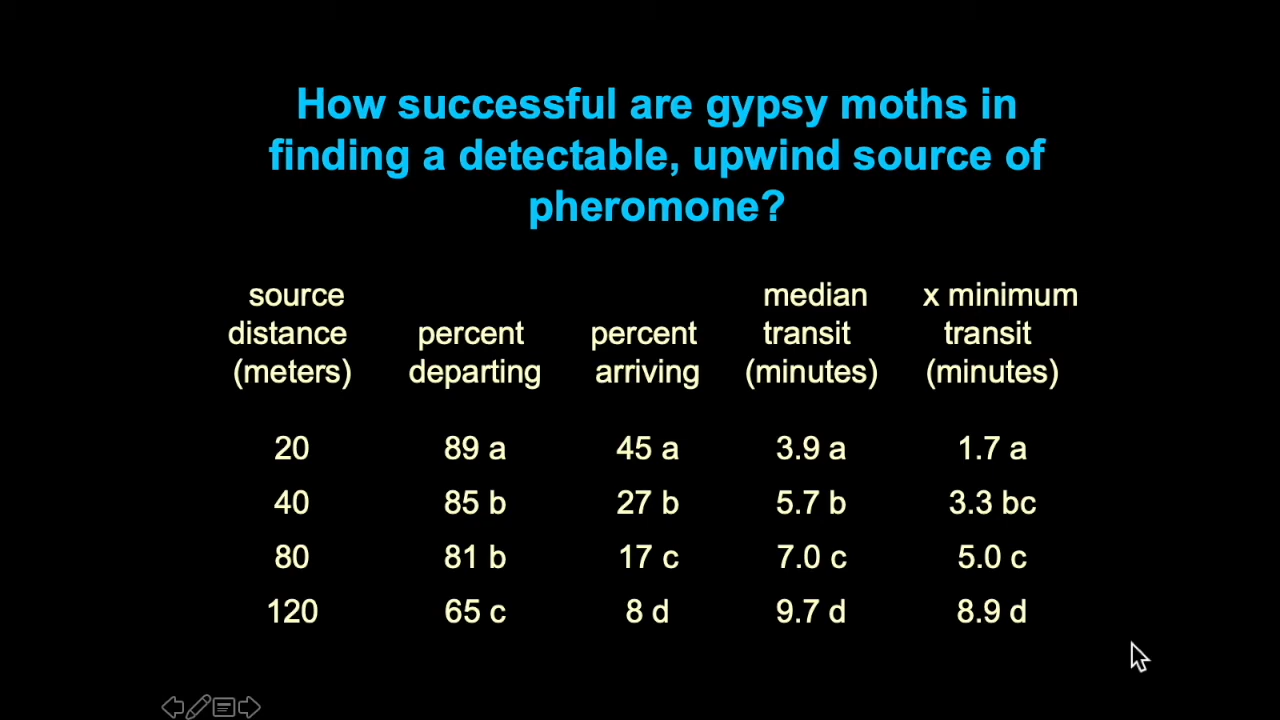 How successful are gypsy moths in
finding a detectable, upwind source of
pheromone?
source median x minimum
distance percent percent transit transit
(meters) departing arriving (minutes) (minutes)
20 89 a 45 a 3.9 a 1.7 a
40 85 b 27 b 5.7 b 3.3 bc
80 81 b 17 c 7.0 c 5.0 c
120 65 c 8 d 9.7 d 8.9 d